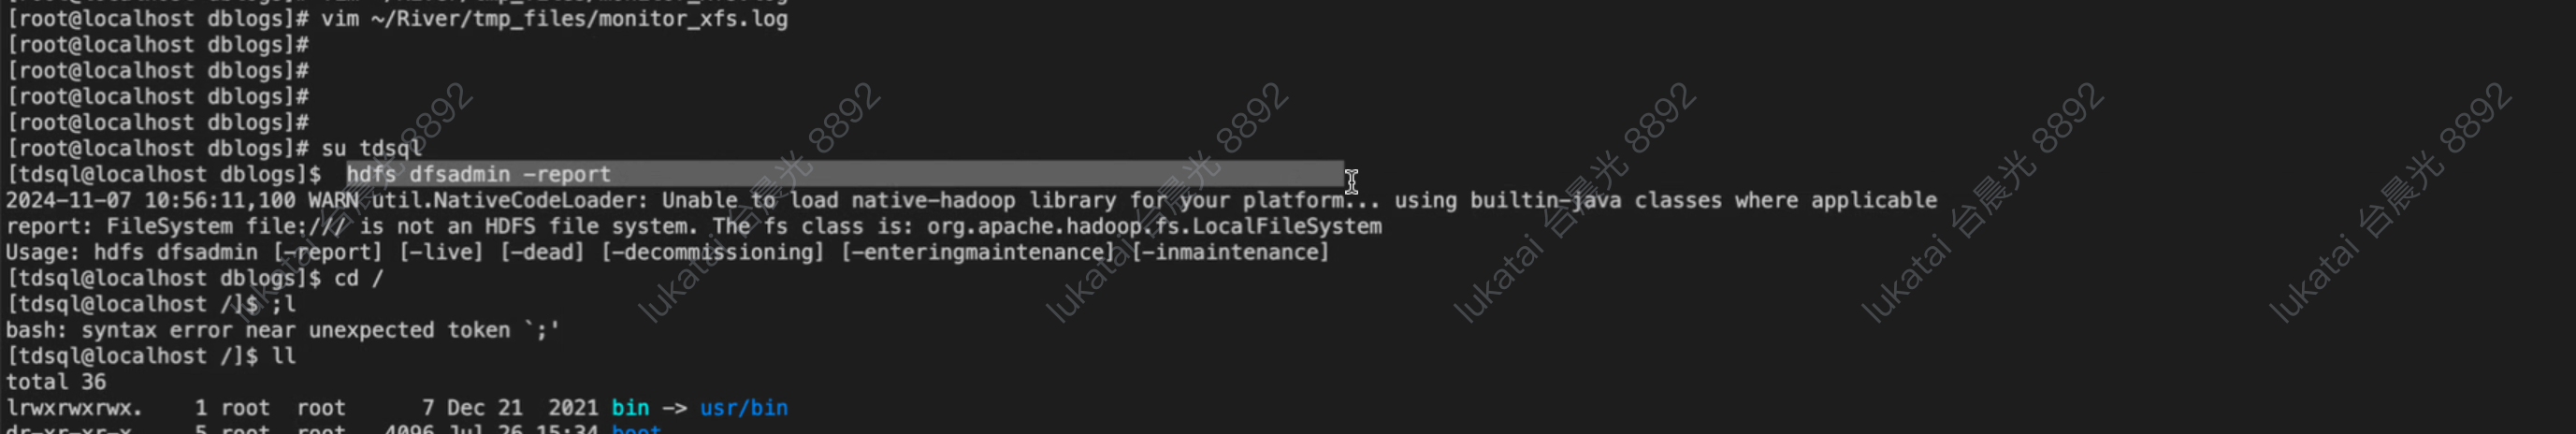 [root@localhost dblogs]# vim ~/River/tmp_files/monitor_xfs.log
[root@localhost dblogs]#
[root@localhost dblogs]#
[root@localhost dblogs]#
[root@localhost dblogs]#
[root@localhost dblogs]# su tdsql
[tdsql@localhost dblogs]$  hdfs dfsadmin -report
2024-11-07 10:56:11,100 WARN util.NativeCodeLoader: Unable to load native-hadoop library for your platform... using builtin-java classes where applicable
report: FileSystem file:/// is not an HDFS file system. The fs class is: org.apache.hadoop.fs.LocalFileSystem
Usage: hdfs dfsadmin [-report] [-live] [-dead] [-decommissioning] [-enteringmaintenance] [-inmaintenance]
[tdsql@localhost dblogs]$ cd /
[tdsql@localhost /]$ ;l
bash: syntax error near unexpected token `;'
[tdsql@localhost /]$ ll
total 36
lrwxrwxrwx.    1 root  root      7 Dec 21  2021 bin -> usr/bin
dr-xr-xr-x.    5 root  root   4096 Jul 26 15:34 boot
lukatai 台晨光 8892
lukatai 台晨光 8892
lukatai 台晨光 8892
lukatai 台晨光 8892
lukatai 台晨光 8892
lukatai 台晨光 8892